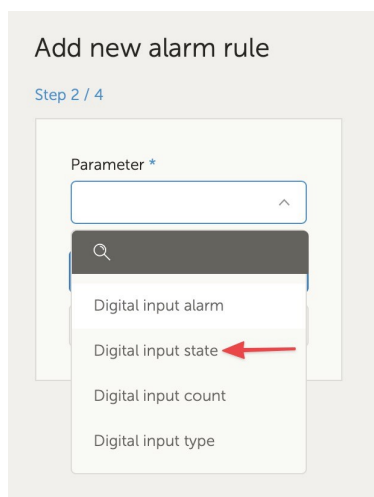 Add new alarm rule
Step 2 / 4
Parameter *
Digital input alarm
Digital input state
Digital input count
Digital input type